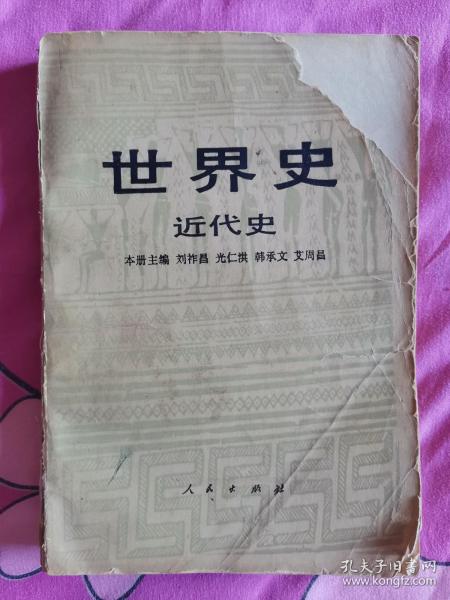 世界史
近代史
本册主编 刘祚昌 光仁洪 韩承文 艾周昌
人民出版社
孔夫子旧书网
www.kongfz.com